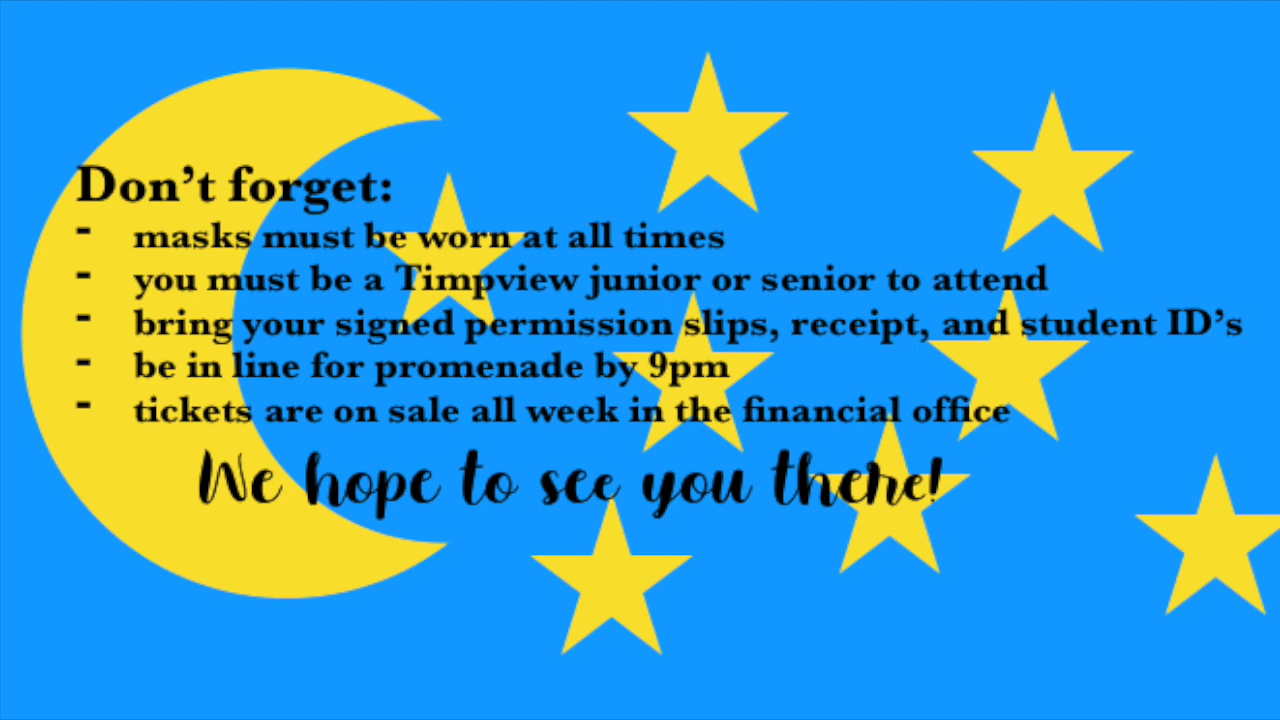 Don’t forget:
- masks must be worn at all times
- you must be a Timpview junior or senior to attend
- bring your signed permission slips, receipt, and student ID’s
- be in line for promenade by 9pm
- tickets are on sale all week in the financial office
We hope to see you there!